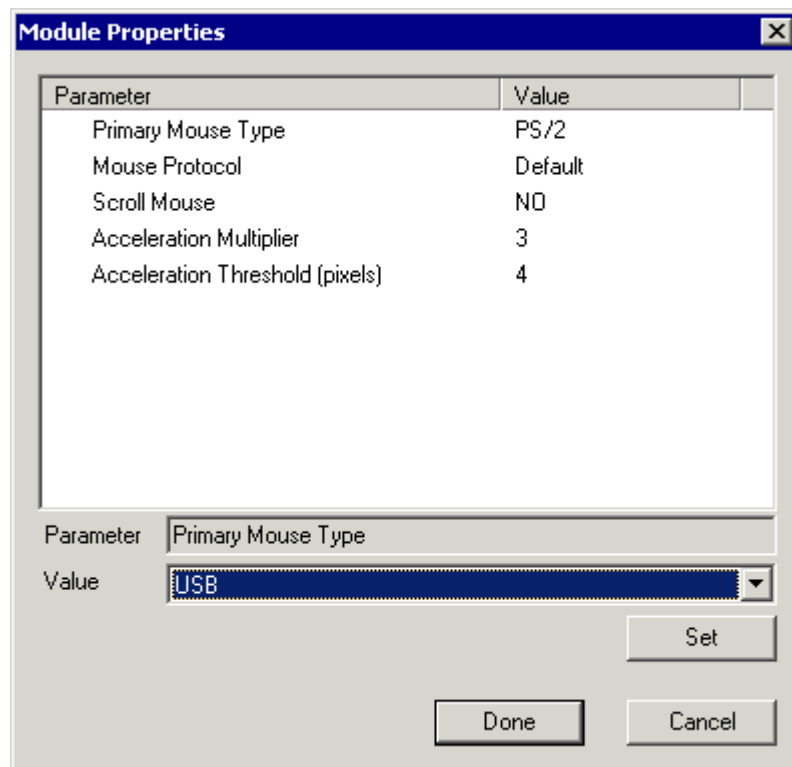 Module Properties
Parameter Value
Primary Mouse Type PS/2
Mouse Protocol Default
Scroll Mouse NO
Acceleration Multiplier 3
Acceleration Threshold (pixels) 4
Parameter Primary Mouse Type
Value USB
Set
Done Cancel